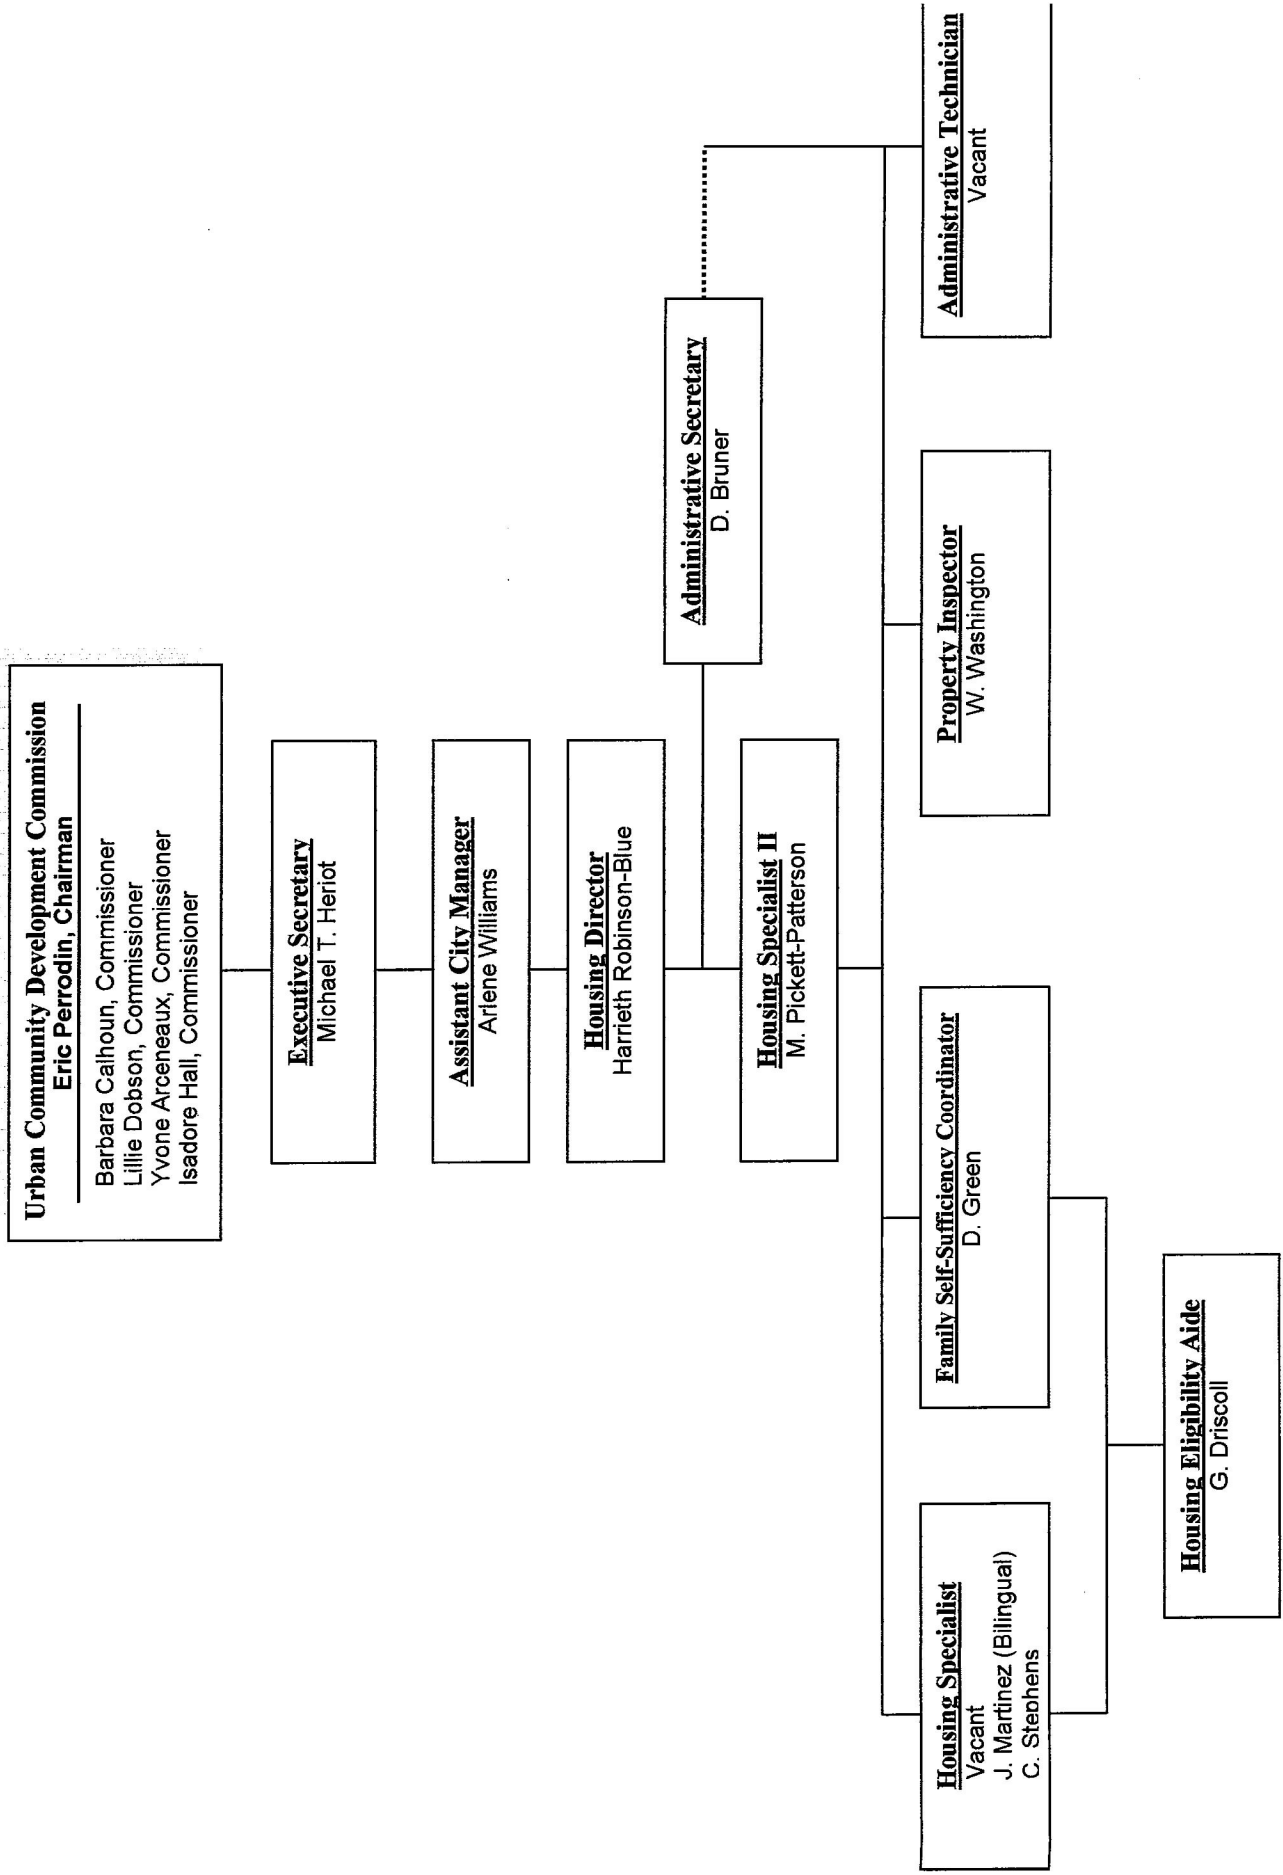 Urban Community Development Commission
Eric Perrodin, Chairman
Barbara Calhoun, Commissioner
Lillie Dobson, Commissioner
Yvone Arceneaux, Commissioner
Isadore Hall, Commissioner
Executive Secretary
Michael T. Heriot
Assistant City Manager
Arlene Williams
Housing Director
Harrieth Robinson-Blue
Administrative Secretary
D. Bruner
Housing Specialist II
M. Pickett-Patterson
Housing Specialist
Vacant
J. Martinez (Bilingual)
C. Stephens
Family Self-Sufficiency Coordinator
D. Green
Property Inspector
W. Washington
Administrative Technician
Vacant
Housing Eligibility Aide
G. Driscoll